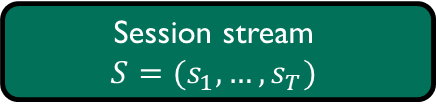 Session stream
S = (s₁, …, s_T)